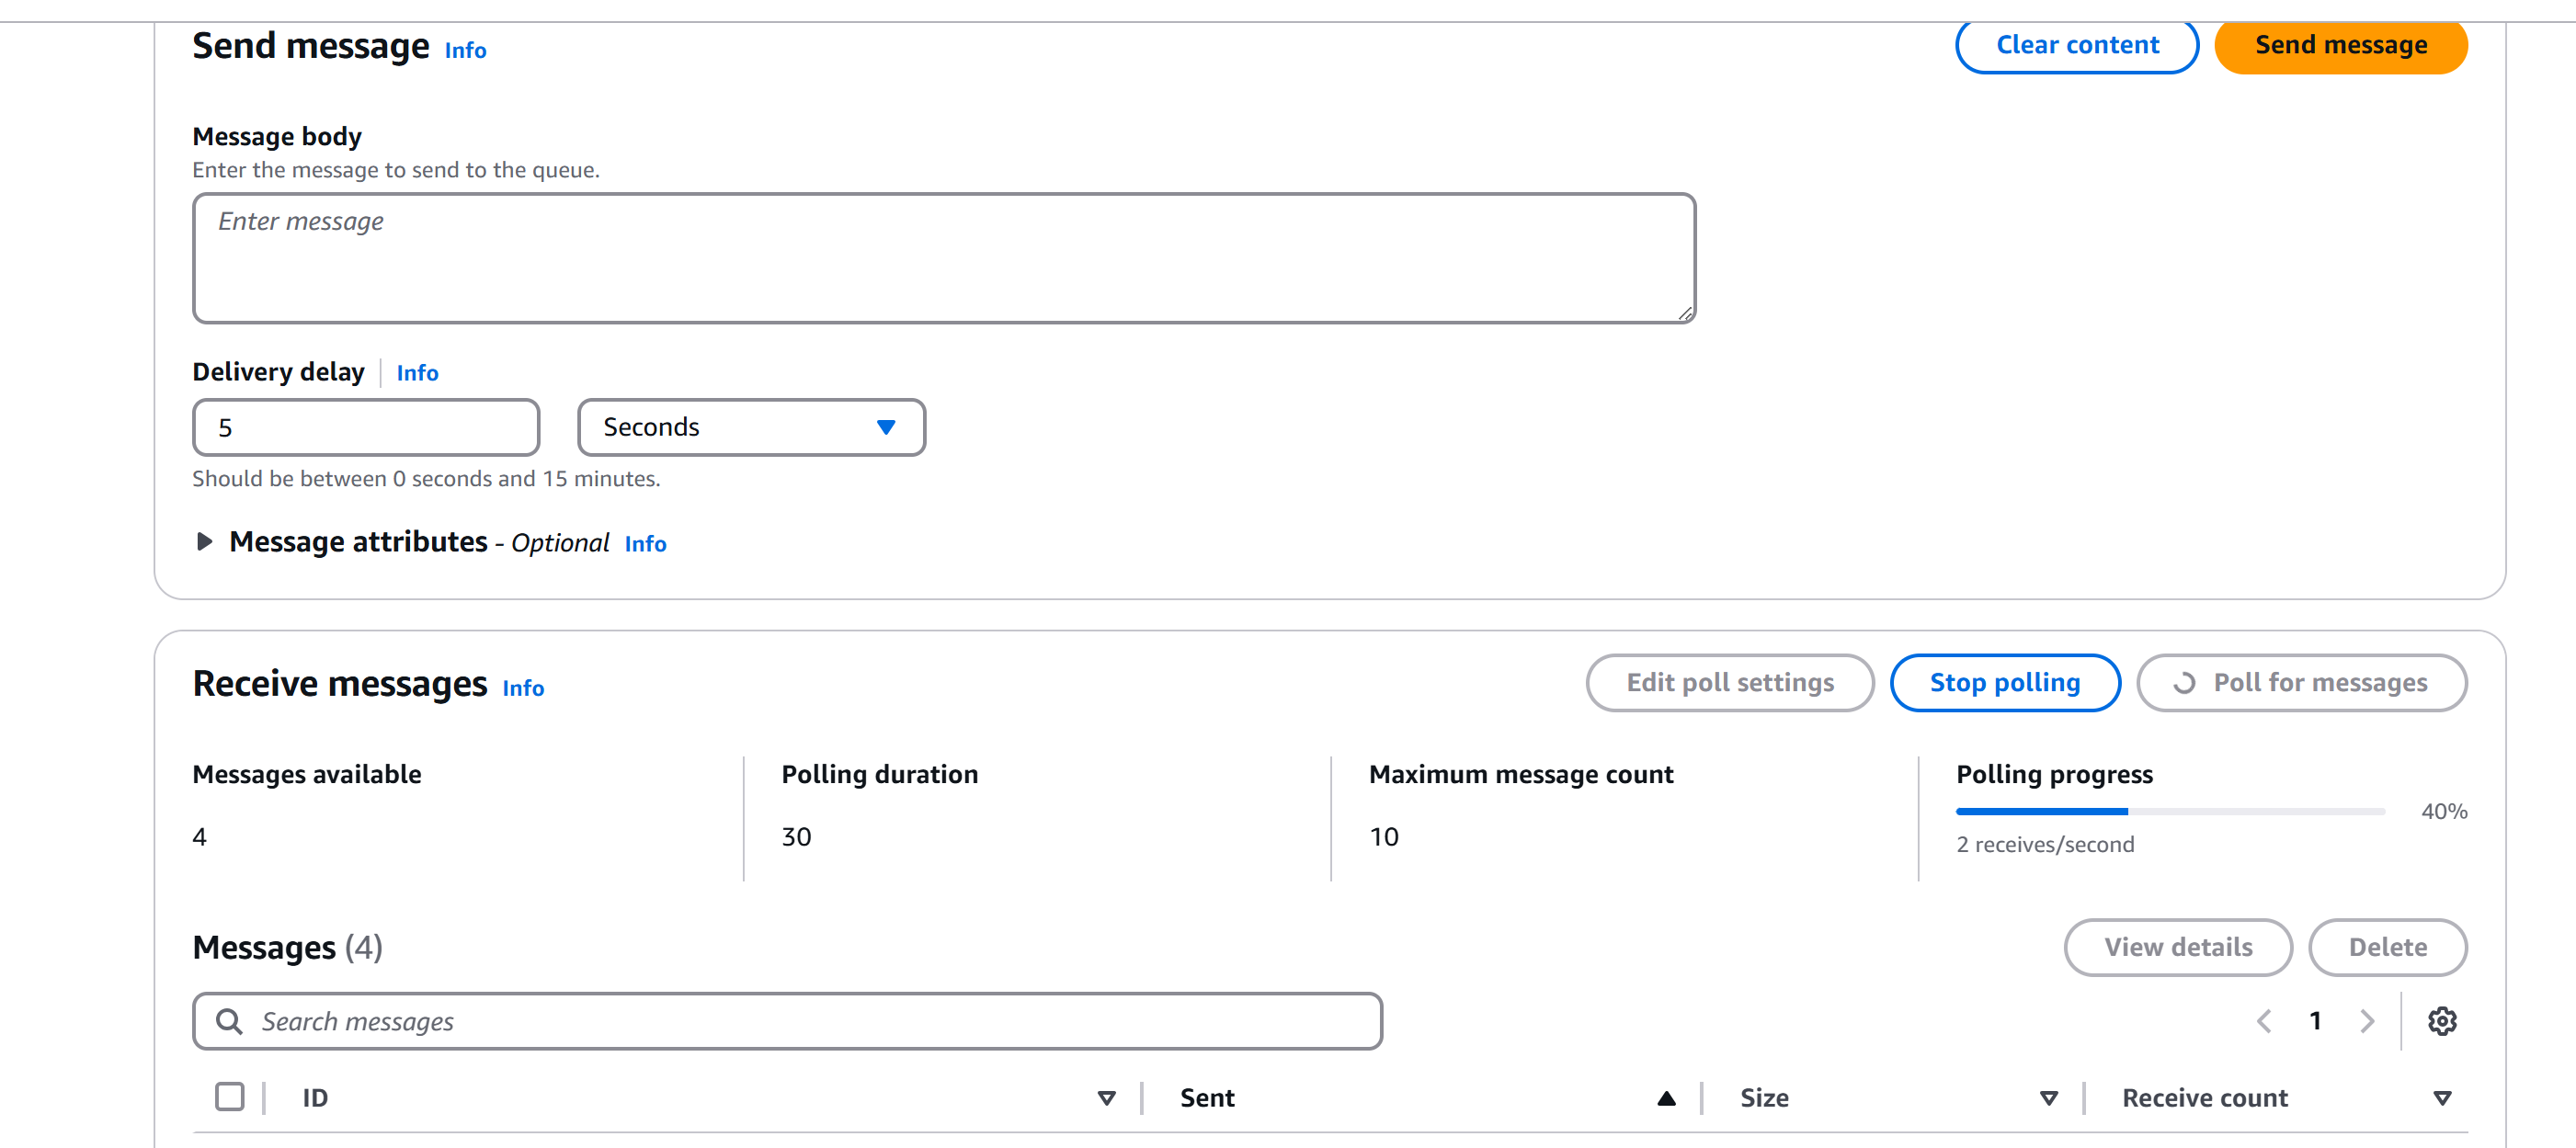 Send message Info Clear content Send message
Message body
Enter the message to send to the queue.
Enter message
Delivery delay Info
5 Seconds
Should be between 0 seconds and 15 minutes.
Message attributes - Optional Info
Receive messages Info Edit poll settings Stop polling Poll for messages
Messages available Polling duration Maximum message count Polling progress
40%
4 30 10
2 receives/second
Messages (4) View details Delete
Search messages 1
ID Sent Size Receive count